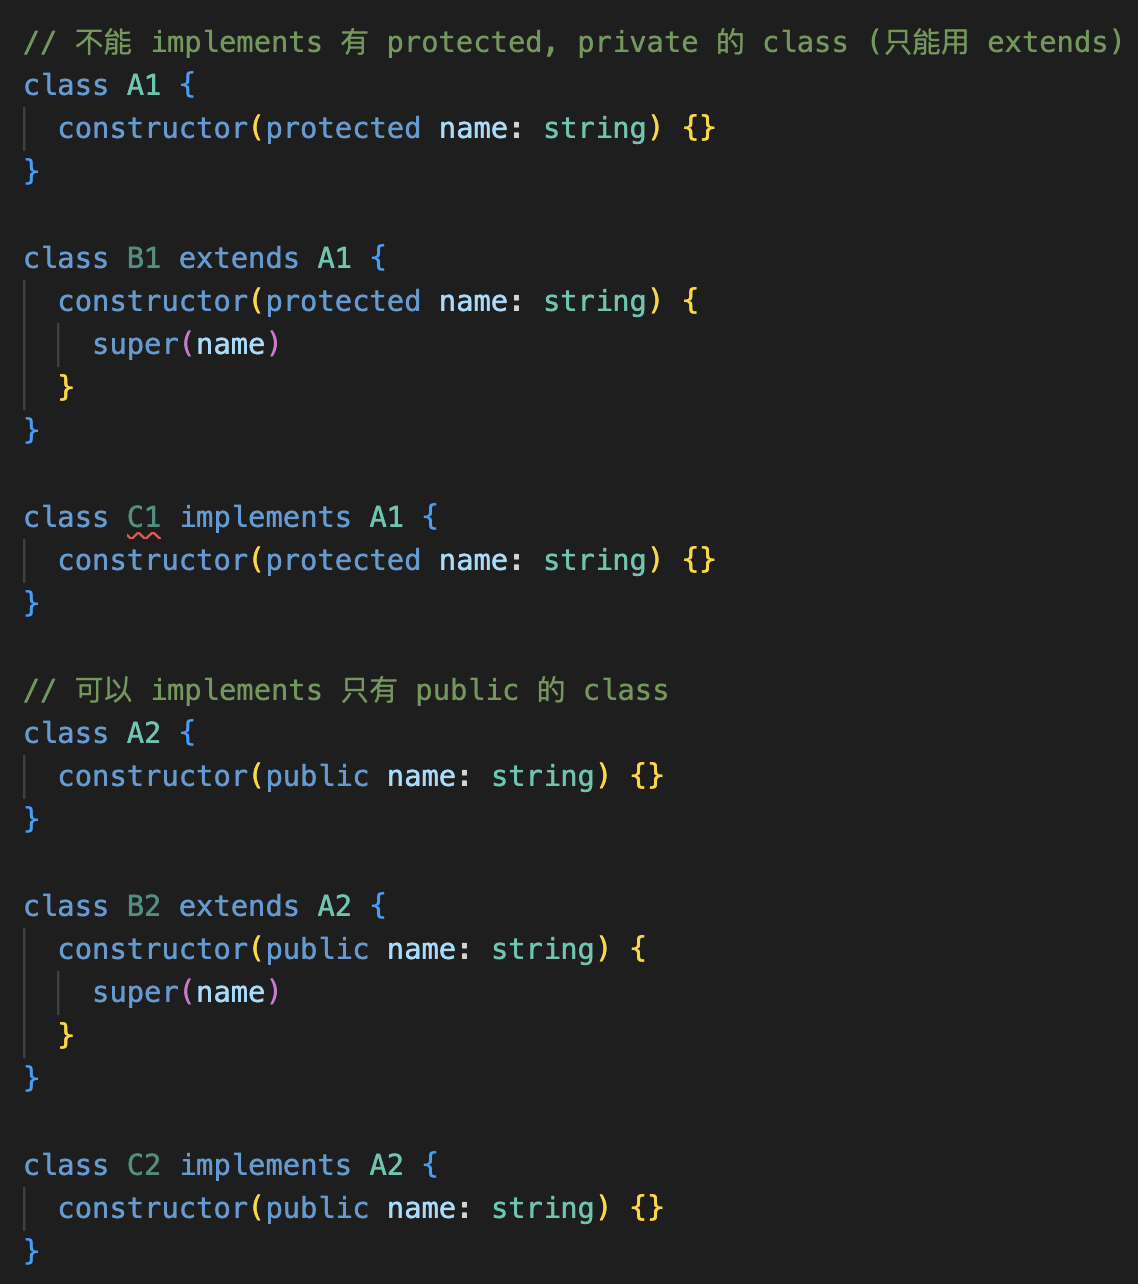 // 不能 implements 有 protected, private 的 class (只能用 extends)
class A1 {
  constructor(protected name: string) {}
}
class B1 extends A1 {
  constructor(protected name: string) {
    super(name)
  }
}
class C1 implements A1 {
  constructor(protected name: string) {}
}
// 可以 implements 只有 public 的 class
class A2 {
  constructor(public name: string) {}
}
class B2 extends A2 {
  constructor(public name: string) {
    super(name)
  }
}
class C2 implements A2 {
  constructor(public name: string) {}
}